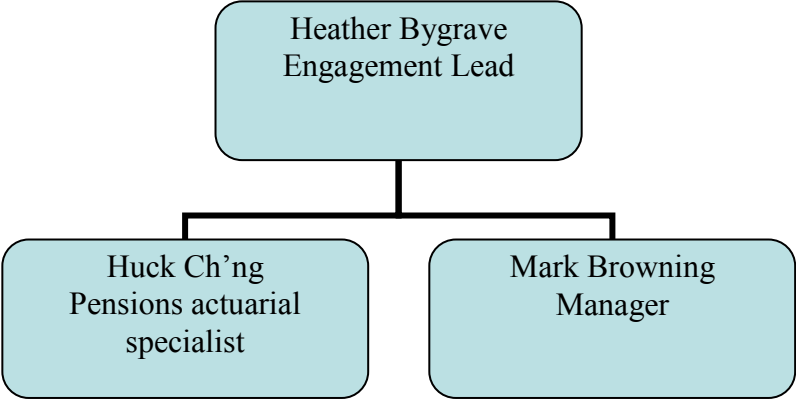 Heather Bygrave
Engagement Lead
Huck Ch’ng
Pensions actuarial
specialist
Mark Browning
Manager